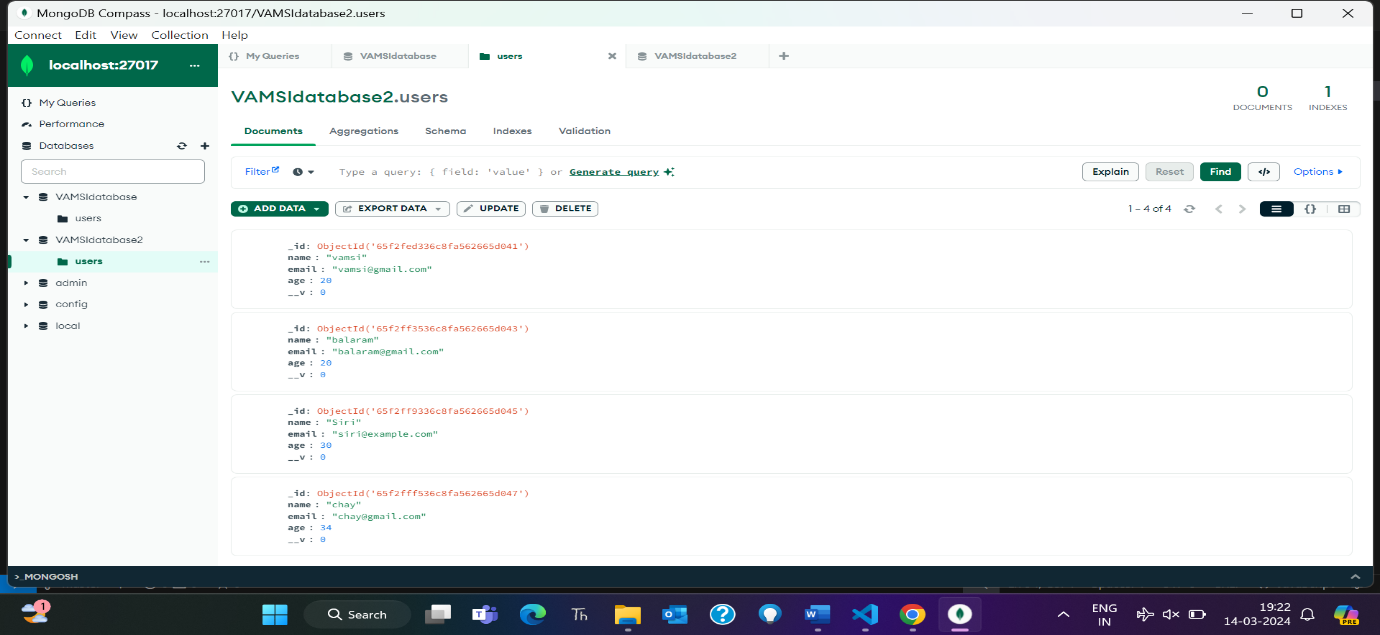 MongoDB Compass - localhost:27017/VAMSIdatabase2.users
Connect Edit View Collection Help
localhost:27017 ...
{} My Queries
VAMSIdatabase
users
VAMSIdatabase2
My Queries
Performance
Databases
Search
VAMSIdatabase
users
VAMSIdatabase2
users ...
admin
config
local
VAMSIdatabase2.users
0
DOCUMENTS
1
INDEXES
Documents Aggregations Schema Indexes Validation
Filter Type a query: { field: 'value' } or Generate query
Explain Reset Find </> Options
ADD DATA EXPORT DATA UPDATE DELETE
1 – 4 of 4 {}
_id: ObjectId('65f2fed336c8fa562665d041')
name : "vamsi"
email : "vamsi@gmail.com"
age : 20
__v : 0
_id: ObjectId('65f2ff3536c8fa562665d043')
name : "balaram"
email : "balaram@gmail.com"
age : 20
__v : 0
_id: ObjectId('65f2ff9336c8fa562665d045')
name : "Siri"
email : "siri@example.com"
age : 30
__v : 0
_id: ObjectId('65f2fff536c8fa562665d047')
name : "chay"
email : "chay@gmail.com"
age : 34
__v : 0
>_MONGOSH
1
Search
Th
ENG
IN
19:22
14-03-2024
PRE